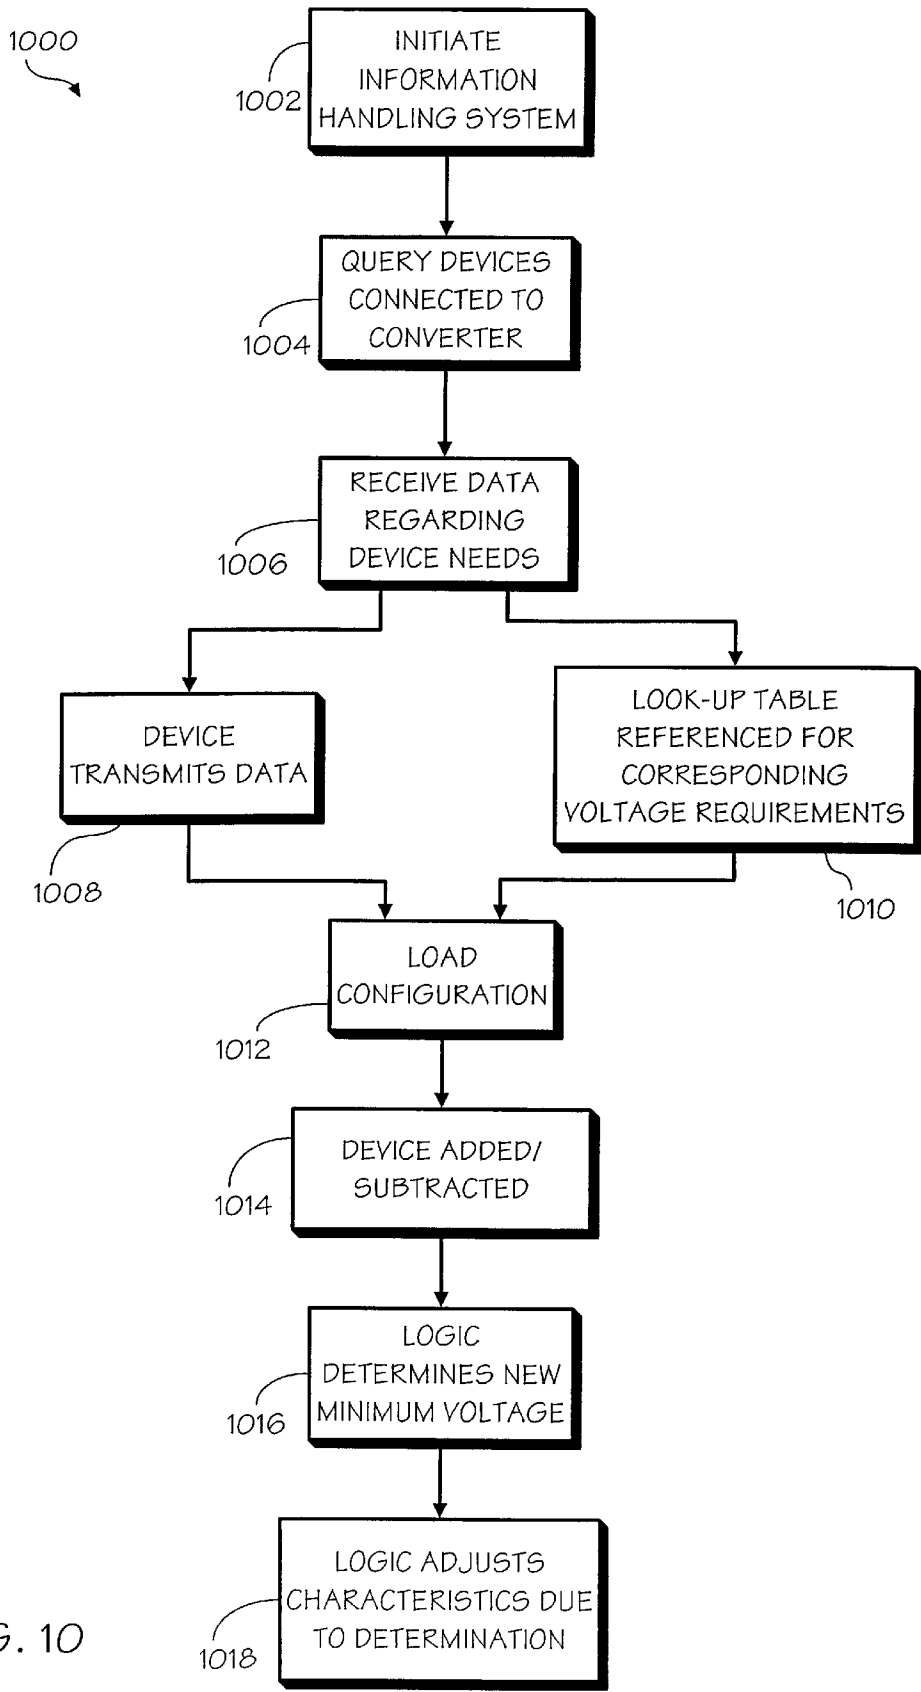 1000
INITIATE
INFORMATION
HANDLING SYSTEM
1002
QUERY DEVICES
CONNECTED TO
CONVERTER
1004
RECEIVE DATA
REGARDING
DEVICE NEEDS
1006
DEVICE
TRANSMITS DATA
1008
LOOK-UP TABLE
REFERENCED FOR
CORRESPONDING
VOLTAGE REQUIREMENTS
1010
LOAD
CONFIGURATION
1012
DEVICE ADDED/
SUBTRACTED
1014
LOGIC
DETERMINES NEW
MINIMUM VOLTAGE
1016
LOGIC ADJUSTS
CHARACTERISTICS DUE
TO DETERMINATION
1018
G. 10